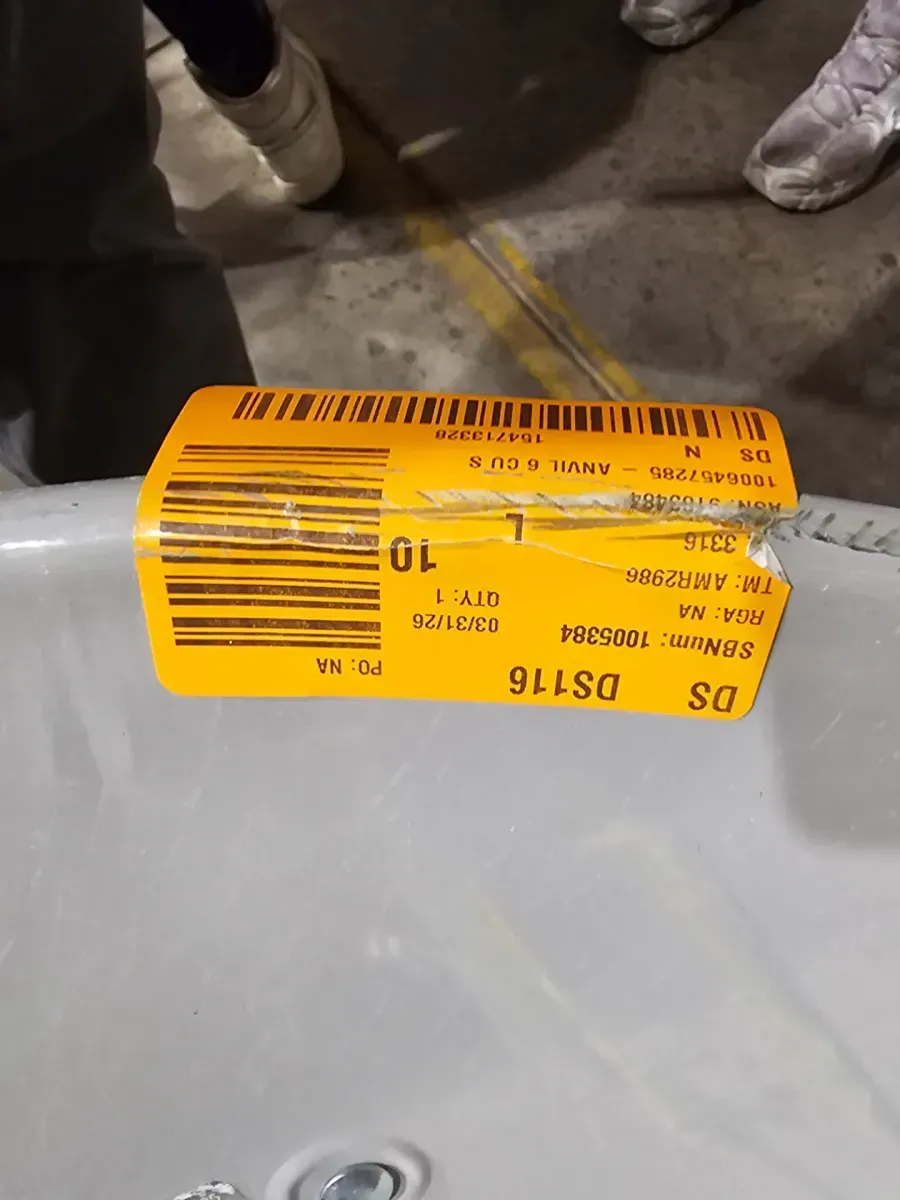 DS DS116
PO: NA
SBNum: 1005384 03/31/26
RGA: NA QTY: 1
TM: AMR2986 10
3316 L
ASN:
1006457285 - ANVIL 6 CU S
DS N
154713328